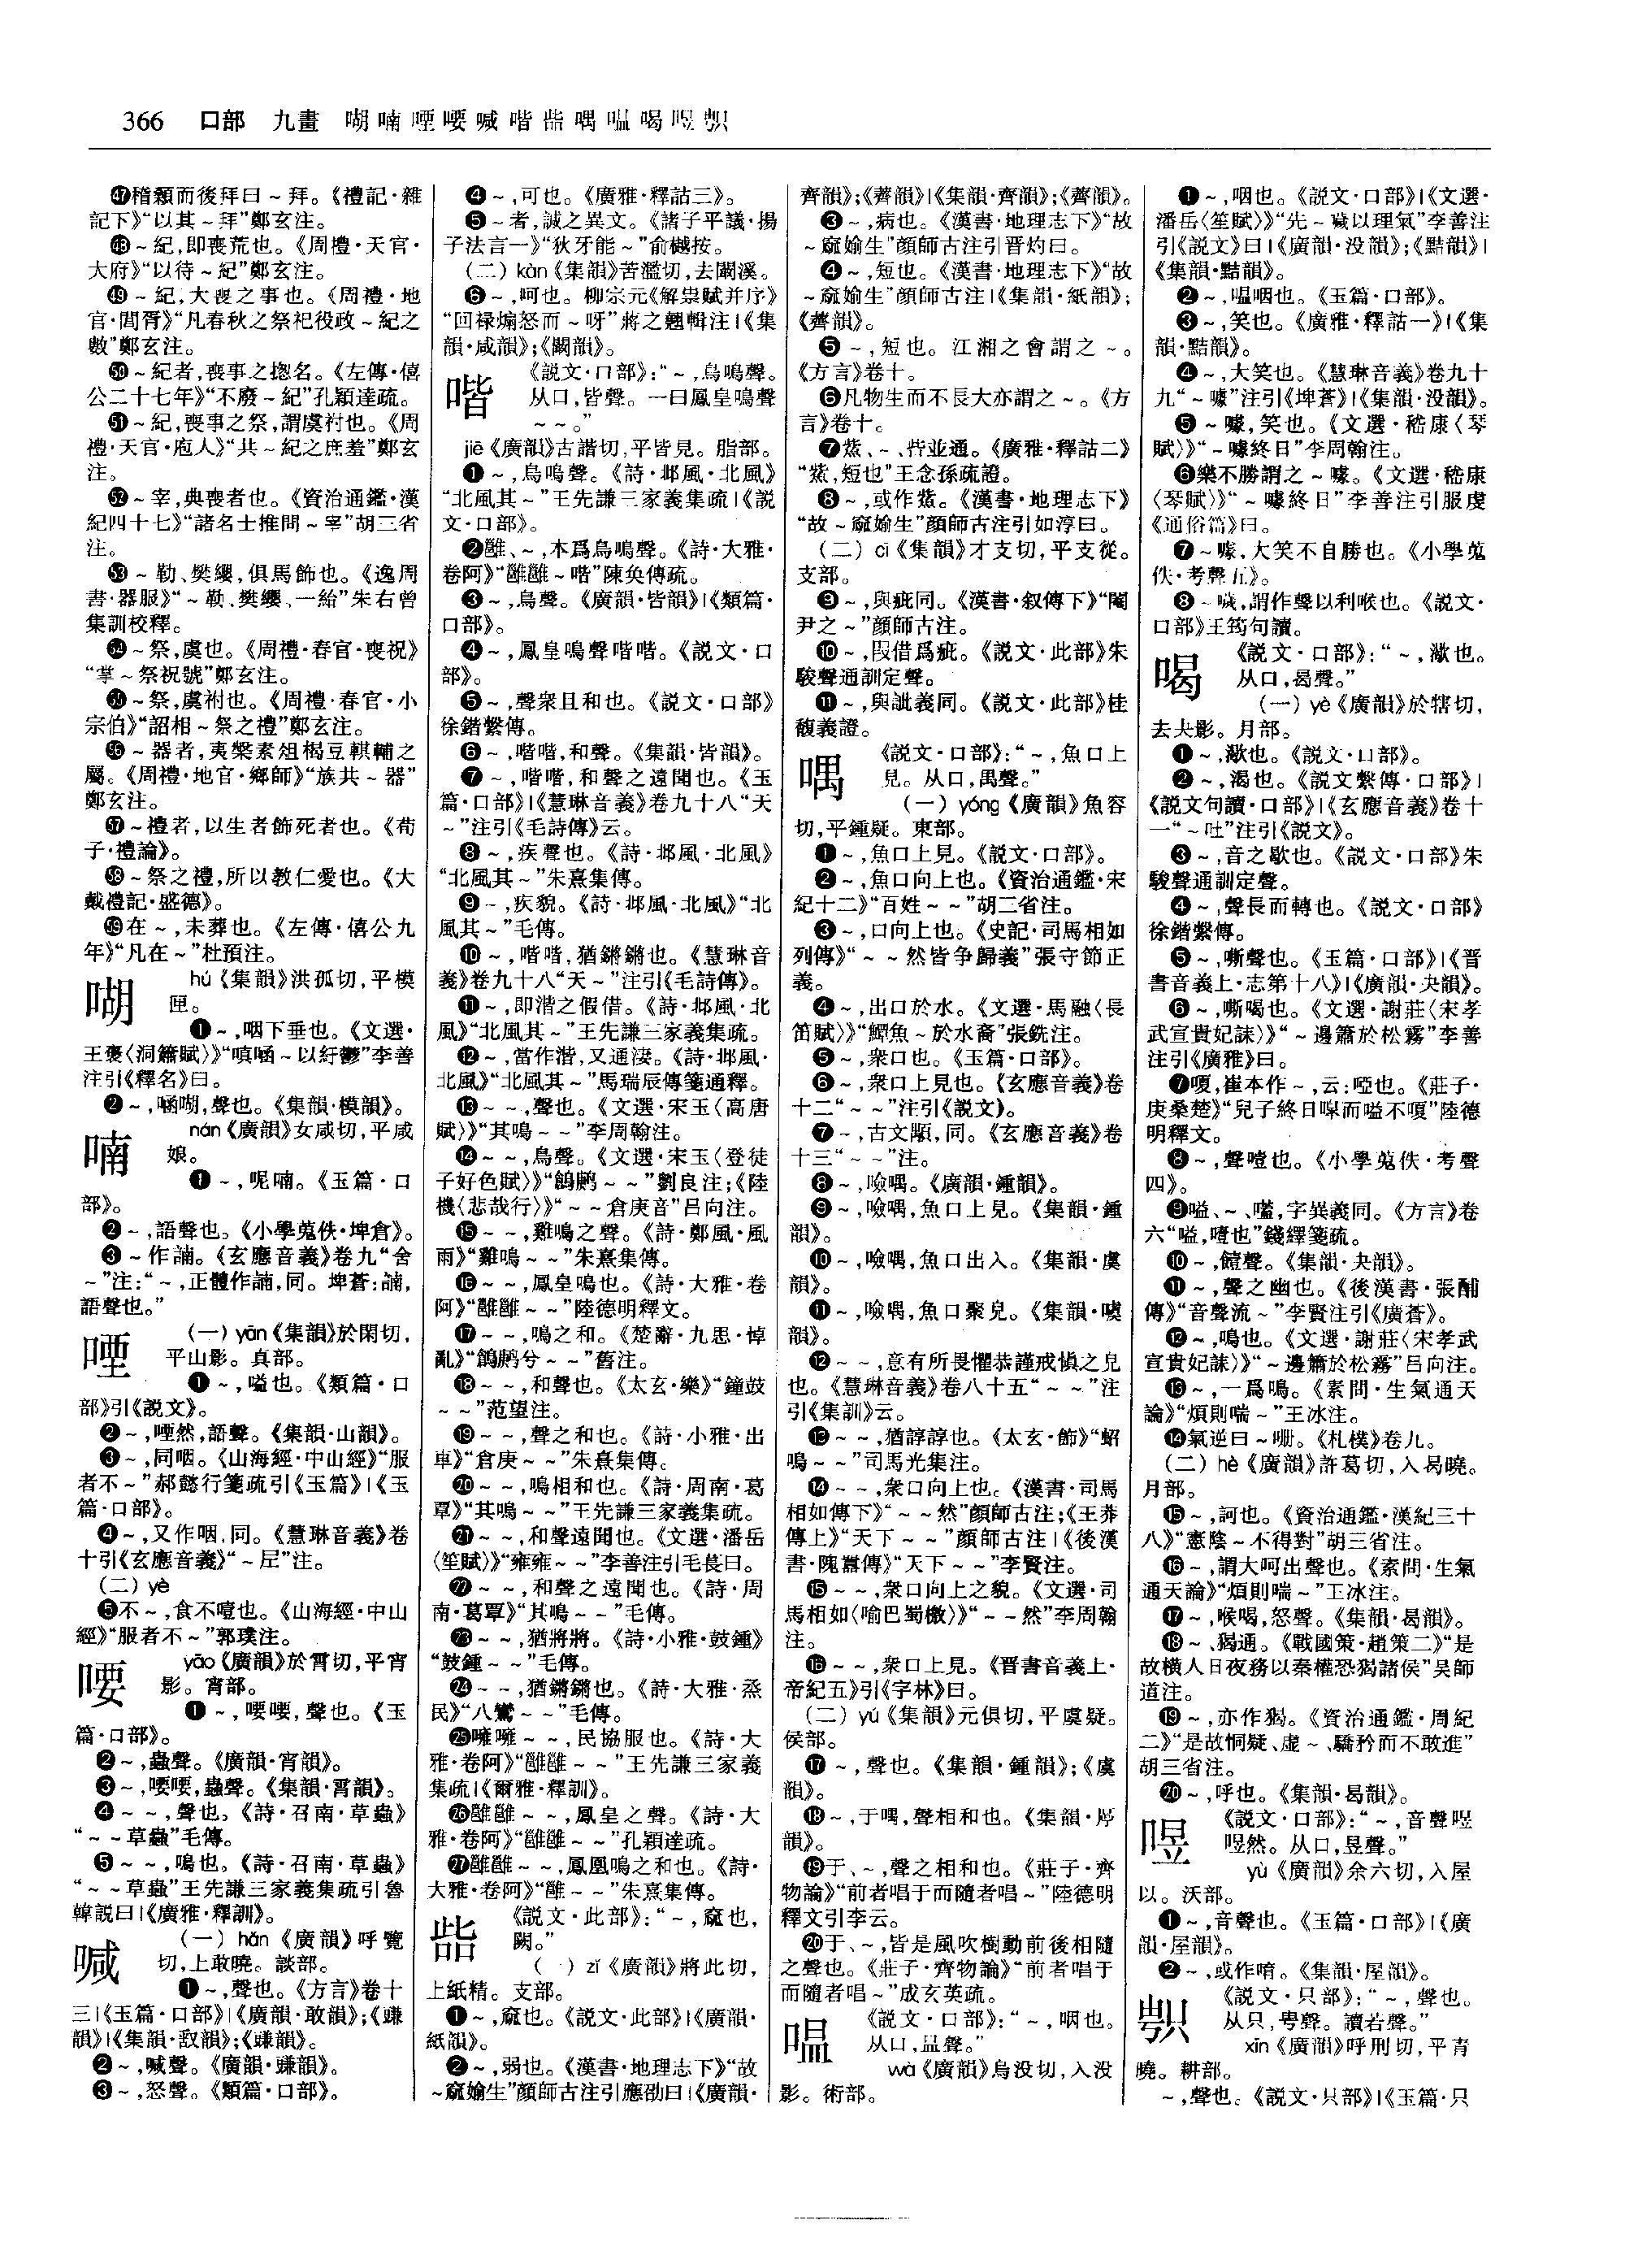 366 口部 九畫 㗅喃喱喓喊喈啙喁嗢喝喅㗉
㊼稽顙而後拜曰～拜。《禮記·雜
記下》“以其～拜”鄭玄注。
㊽～紀,即喪荒也。《周禮·天官·
大府》“以待～紀”鄭玄注。
㊾～紀,大喪之事也。《周禮·地
官·閭胥》“凡春秋之祭祀役政～紀之
數”鄭玄注。
㊿～紀者,喪事之摠名。《左傳·僖
公二十七年》“不廢～紀”孔穎達疏。
～紀,喪事之祭,謂虞祔也。《周
禮·天官·庖人》“共～紀之庶羞”鄭玄
注。
～宰,典喪者也。《資治通鑑·漢
紀四十七》“諸名士推問～宰”胡三省
注。
～勒、樊纓,俱馬飾也。《逸周
書·器服》“～勒、樊纓、一紿”朱右曾
集訓校釋。
～祭,虞也。《周禮·春官·喪祝》
“掌～祭祝號”鄭玄注。
～祭,虞祔也。《周禮·春官·小
宗伯》“詔相～祭之禮”鄭玄注。
～器者,夷槃素俎楬豆輁輔之
屬。《周禮·地官·鄉師》“族共～器”
鄭玄注。
～禮者,以生者飾死者也。《荀
子·禮論》。
～祭之禮,所以教仁愛也。《大
戴禮記·盛德》。
在～,未葬也。《左傳·僖公九
年》“凡在～”杜預注。
㗅 hú《集韻》洪孤切,平模
匣。
❶～,咽下垂也。《文選·
王褒〈洞簫賦〉》“嗔㗀～以紆鬱”李善
注引《釋名》曰。
❷～,㗀㗅,聲也。《集韻·模韻》。
喃 nán《廣韻》女咸切,平咸
娘。
❶～,呢喃。《玉篇·口
部》。
❷～,語聲也。《小學蒐佚·埤倉》。
❸～作諵。《玄應音義》卷九“舍
～”注:“～,正體作諵,同。埤蒼:諵,
語聲也。”
㖶 (一) yān《集韻》於閑切,
平山影。真部。
❶～,嗌也。《類篇·口
部》引《説文》。
❷～,㖶然,語聲。《集韻·山韻》。
❸～,同咽。《山海經·中山經》“服
者不～”郝懿行箋疏引《玉篇》|《玉
篇·口部》。
❹～,又作咽,同。《慧琳音義》卷
十引《玄應音義》“～㞐”注。
(二) yè
❺不～,食不噎也。《山海經·中山
經》“服者不～”郭璞注。
喓 yāo《廣韻》於霄切,平宵
影。宵部。
❶～,喓喓,聲也。《玉
篇·口部》。
❷～,蟲聲。《廣韻·宵韻》。
❸～,喓喓,蟲聲。《集韻·宵韻》。
❹～～,聲也。《詩·召南·草蟲》
“～～草蟲”毛傳。
❺～～,鳴也。《詩·召南·草蟲》
“～～草蟲”王先謙三家義集疏引魯
韓説曰|《廣雅·釋訓》。
喊 (一) hǎn《廣韻》呼覽
切,上敢曉。談部。
❶～,聲也。《方言》卷十
三|《玉篇·口部》|《廣韻·敢韻》;《豏
韻》|《集韻·敢韻》;《豏韻》。
❷～,喊聲。《廣韻·豏韻》。
❸～,怒聲。《類篇·口部》。
❹～,可也。《廣雅·釋詁三》。
❺～者,諴之異文。《諸子平議·揚
子法言一》“狄牙能～”俞樾按。
(二) kàn《集韻》苦濫切,去闞溪。
❻～,呵也。柳宗元《解祟賦并序》
“回禄煽怒而～呀”蔣之翹輯注|《集
韻·咸韻》;《闞韻》。
喈 《説文·口部》:“～,鳥鳴聲。
从口,皆聲。一曰鳳皇鳴聲
～～。”
jiē《廣韻》古諧切,平皆見。脂部。
❶～,鳥鳴聲。《詩·邶風·北風》
“北風其～”王先謙三家義集疏|《説
文·口部》。
❷雝、～,本爲鳥鳴聲。《詩·大雅·
卷阿》“雝雝～喈”陳奂傳疏。
❸～,鳥聲。《廣韻·皆韻》|《類篇·
口部》。
❹～,鳳皇鳴聲喈喈。《説文·口
部》。
❺～,聲衆且和也。《説文·口部》
徐鍇繫傳。
❻～,喈喈,和聲。《集韻·皆韻》。
❼～,喈喈,和聲之遠聞也。《玉
篇·口部》|《慧琳音義》卷九十八“天
～”注引《毛詩傳》云。
❽～,疾聲也。《詩·邶風·北風》
“北風其～”朱熹集傳。
❾～,疾貌。《詩·邶風·北風》“北
風其～”毛傳。
❿～,喈喈,猶鏘鏘也。《慧琳音
義》卷九十八“天～”注引《毛詩傳》。
⓫～,即湝之假借。《詩·邶風·北
風》“北風其～”王先謙三家義集疏。
⓬～,當作湝,又通淒。《詩·邶風·
北風》“北風其～”馬瑞辰傳箋通釋。
⓭～～,聲也。《文選·宋玉〈高唐
賦〉》“其鳴～～”李周翰注。
⓮～～,鳥聲。《文選·宋玉〈登徒
子好色賦〉》“鶬鶊～～”劉良注;《陸
機〈悲哉行〉》“～～倉庚音”吕向注。
⓯～～,雞鳴之聲。《詩·鄭風·風
雨》“雞鳴～～”朱熹集傳。
⓰～～,鳳皇鳴也。《詩·大雅·卷
阿》“雝雝～～”陸德明釋文。
⓱～～,鳴之和。《楚辭·九思·悼
亂》“鶬鶊兮～～”舊注。
⓲～～,和聲也。《太玄·樂》“鐘鼓
～～”范望注。
⓳～～,聲之和也。《詩·小雅·出
車》“倉庚～～”朱熹集傳。
⓴～～,鳴相和也。《詩·周南·葛
覃》“其鳴～～”王先謙三家義集疏。
㉑～～,和聲遠聞也。《文選·潘岳
〈笙賦〉》“雍雍～～”李善注引毛萇曰。
㉒～～,和聲之遠聞也。《詩·周
南·葛覃》“其鳴～～”毛傳。
㉓～～,猶將將。《詩·小雅·鼓鍾》
“鼓鍾～～”毛傳。
㉔～～,猶鏘鏘也。《詩·大雅·烝
民》“八鸞～～”毛傳。
㉕噰噰～～,民協服也。《詩·大
雅·卷阿》“雝雝～～”王先謙三家義
集疏|《爾雅·釋訓》。
㉖雝雝～～,鳳皇之聲。《詩·大
雅·卷阿》“雝雝～～”孔穎達疏。
㉗雝雝～～,鳳凰鳴之和也。《詩·
大雅·卷阿》“雝～～”朱熹集傳。
啙 《説文·此部》:“～,窳也,
闕。”
( ) zǐ《廣韻》將此切,
上紙精。支部。
❶～,窳也。《説文·此部》|《廣韻·
紙韻》。
❷～,弱也。《漢書·地理志下》“故
～窳媮生”顔師古注引應劭曰|《廣韻·
齊韻》;《薺韻》|《集韻·齊韻》;《薺韻》。
❸～,病也。《漢書·地理志下》“故
～窳媮生”顔師古注引晋灼曰。
❹～,短也。《漢書·地理志下》“故
～窳媮生”顔師古注|《集韻·紙韻》;
《薺韻》。
❺～,短也。江湘之會謂之～。
《方言》卷十。
❻凡物生而不長大亦謂之～。《方
言》卷十。
❼㱔、～、呰並通。《廣雅·釋詁二》
“㱔,短也”王念孫疏證。
❽～,或作㱔。《漢書·地理志下》
“故～窳媮生”顔師古注引如淳曰。
(二) cī《集韻》才支切,平支從。
支部。
❾～,與疵同。《漢書·叙傳下》“閹
尹之～”顔師古注。
❿～,叚借爲疵。《説文·此部》朱
駿聲通訓定聲。
⓫～,與訿義同。《説文·此部》桂
馥義證。
喁 《説文·口部》:“～,魚口上
見。从口,禺聲。”
(一) yóng《廣韻》魚容
切,平鍾疑。東部。
❶～,魚口上見。《説文·口部》。
❷～,魚口向上也。《資治通鑑·宋
紀十二》“百姓～～”胡三省注。
❸～,口向上也。《史記·司馬相如
列傳》“～～然皆争歸義”張守節正
義。
❹～,出口於水。《文選·馬融〈長
笛賦〉》“鱏魚～於水裔”張銑注。
❺～,衆口也。《玉篇·口部》。
❻～,衆口上見也。《玄應音義》卷
十二“～～”注引《説文》。
❼～,古文顒,同。《玄應音義》卷
十三“～～”注。
❽～,噞喁。《廣韻·鍾韻》。
❾～,噞喁,魚口上見。《集韻·鍾
韻》。
❿～,噞喁,魚口出入。《集韻·虞
韻》。
⓫～,噞喁,魚口聚皃。《集韻·噳
韻》。
⓬～～,意有所畏懼恭謹戒慎之皃
也。《慧琳音義》卷八十五“～～”注
引《集訓》云。
⓭～～,猶諄諄也。《太玄·飾》“蛁
鳴～～”司馬光集注。
⓮～～,衆口向上也。《漢書·司馬
相如傳下》“～～然”顔師古注;《王莽
傳上》“天下～～”顔師古注|《後漢
書·隗囂傳》“天下～～”李賢注。
⓯～～,衆口向上之貌。《文選·司
馬相如〈喻巴蜀檄〉》“～～然”李周翰
注。
⓰～～,衆口上見。《晋書音義上·
帝紀五》引《字林》曰。
(二) yú《集韻》元俱切,平虞疑。
侯部。
⓱～,聲也。《集韻·鍾韻》;《虞
韻》。
⓲～,于喁,聲相和也。《集韻·厚
韻》。
⓳于、～,聲之相和也。《莊子·齊
物論》“前者唱于而隨者唱～”陸德明
釋文引李云。
⓴于、～,皆是風吹樹動前後相隨
之聲也。《莊子·齊物論》“前者唱于
而隨者唱～”成玄英疏。
嗢 《説文·口部》:“～,咽也。
从口,昷聲。”
wà《廣韻》烏没切,入没
影。術部。
❶～,咽也。《説文·口部》|《文選·
潘岳〈笙賦〉》“先～噦以理氣”李善注
引《説文》曰|《廣韻·没韻》;《黠韻》|
《集韻·黠韻》。
❷～,嗢咽也。《玉篇·口部》。
❸～,笑也。《廣雅·釋詁一》|《集
韻·黠韻》。
❹～,大笑也。《慧琳音義》卷九十
九“～噱”注引《埤蒼》|《集韻·没韻》。
❺～噱,笑也。《文選·嵇康〈琴
賦〉》“～噱終日”李周翰注。
❻樂不勝謂之～噱。《文選·嵇康
〈琴賦〉》“～噱終日”李善注引服虔
《通俗篇》曰。
❼～噱,大笑不自勝也。《小學蒐
佚·考聲五》。
❽～噦,謂作聲以利喉也。《説文·
口部》王筠句讀。
喝 《説文·口部》:“～,㵣也。
从口,曷聲。”
(一) yè《廣韻》於犗切,
去夬影。月部。
❶～,㵣也。《説文·口部》。
❷～,渴也。《説文繫傳·口部》|
《説文句讀·口部》|《玄應音義》卷十
一“～吐”注引《説文》。
❸～,音之歇也。《説文·口部》朱
駿聲通訓定聲。
❹～,聲長而轉也。《説文·口部》
徐鍇繫傳。
❺～,嘶聲也。《玉篇·口部》|《晋
書音義上·志第十八》|《廣韻·夬韻》。
❻～,嘶喝也。《文選·謝莊〈宋孝
武宣貴妃誄〉》“～邊簫於松霧”李善
注引《廣雅》曰。
❼嗄,崔本作～,云:啞也。《莊子·
庚桑楚》“兒子終日嗥而嗌不嗄”陸德
明釋文。
❽～,聲噎也。《小學蒐佚·考聲
四》。
❾嗌、～、㗐,字異義同。《方言》卷
六“嗌,噎也”錢繹箋疏。
❿～,餲聲。《集韻·夬韻》。
⓫～,聲之幽也。《後漢書·張酺
傳》“音聲流～”李賢注引《廣蒼》。
⓬～,鳴也。《文選·謝莊〈宋孝武
宣貴妃誄〉》“～邊簫於松霧”吕向注。
⓭～,一爲鳴。《素問·生氣通天
論》“煩則喘～”王冰注。
⓮氣逆曰～嗍。《札樸》卷九。
(二) hè《廣韻》許葛切,入曷曉。
月部。
⓯～,訶也。《資治通鑑·漢紀三十
八》“憲陰～不得對”胡三省注。
⓰～,謂大呵出聲也。《素問·生氣
通天論》“煩則喘～”王冰注。
⓱～,喉喝,怒聲。《集韻·曷韻》。
⓲～、猲通。《戰國策·趙策二》“是
故横人日夜務以秦權恐猲諸侯”吴師
道注。
⓳～,亦作猲。《資治通鑑·周紀
二》“是故恫疑、虚～、驕矜而不敢進”
胡三省注。
⓴～,呼也。《集韻·曷韻》。
喅 《説文·口部》:“～,音聲喅
喅然。从口,昱聲。”
yù《廣韻》余六切,入屋
以。沃部。
❶～,音聲也。《玉篇·口部》|《廣
韻·屋韻》。
❷～,或作唷。《集韻·屋韻》。
《説文·只部》:“～,聲也。
从只,甹聲。讀若聲。”
xīn《廣韻》呼刑切,平青
曉。耕部。
～,聲也。《説文·只部》|《玉篇·只